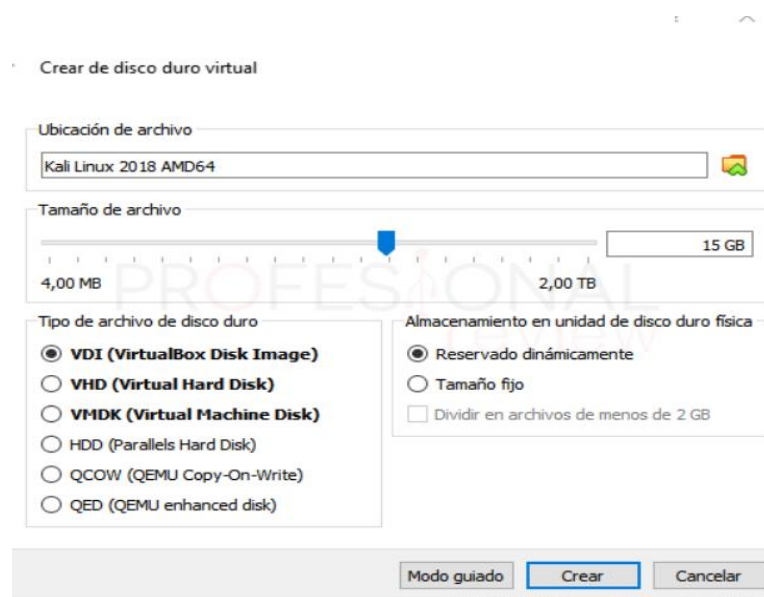 Crear de disco duro virtual
Ubicación de archivo
Kali Linux 2018 AMD64
Tamaño de archivo
15 GB
4,00 MB
2,00 TB
PROFESIONAL
review
Tipo de archivo de disco duro
VDI (VirtualBox Disk Image)
VHD (Virtual Hard Disk)
VMDK (Virtual Machine Disk)
HDD (Parallels Hard Disk)
QCOW (QEMU Copy-On-Write)
QED (QEMU enhanced disk)
Almacenamiento en unidad de disco duro física
Reservado dinámicamente
Tamaño fijo
Dividir en archivos de menos de 2 GB
Modo guiado
Crear
Cancelar